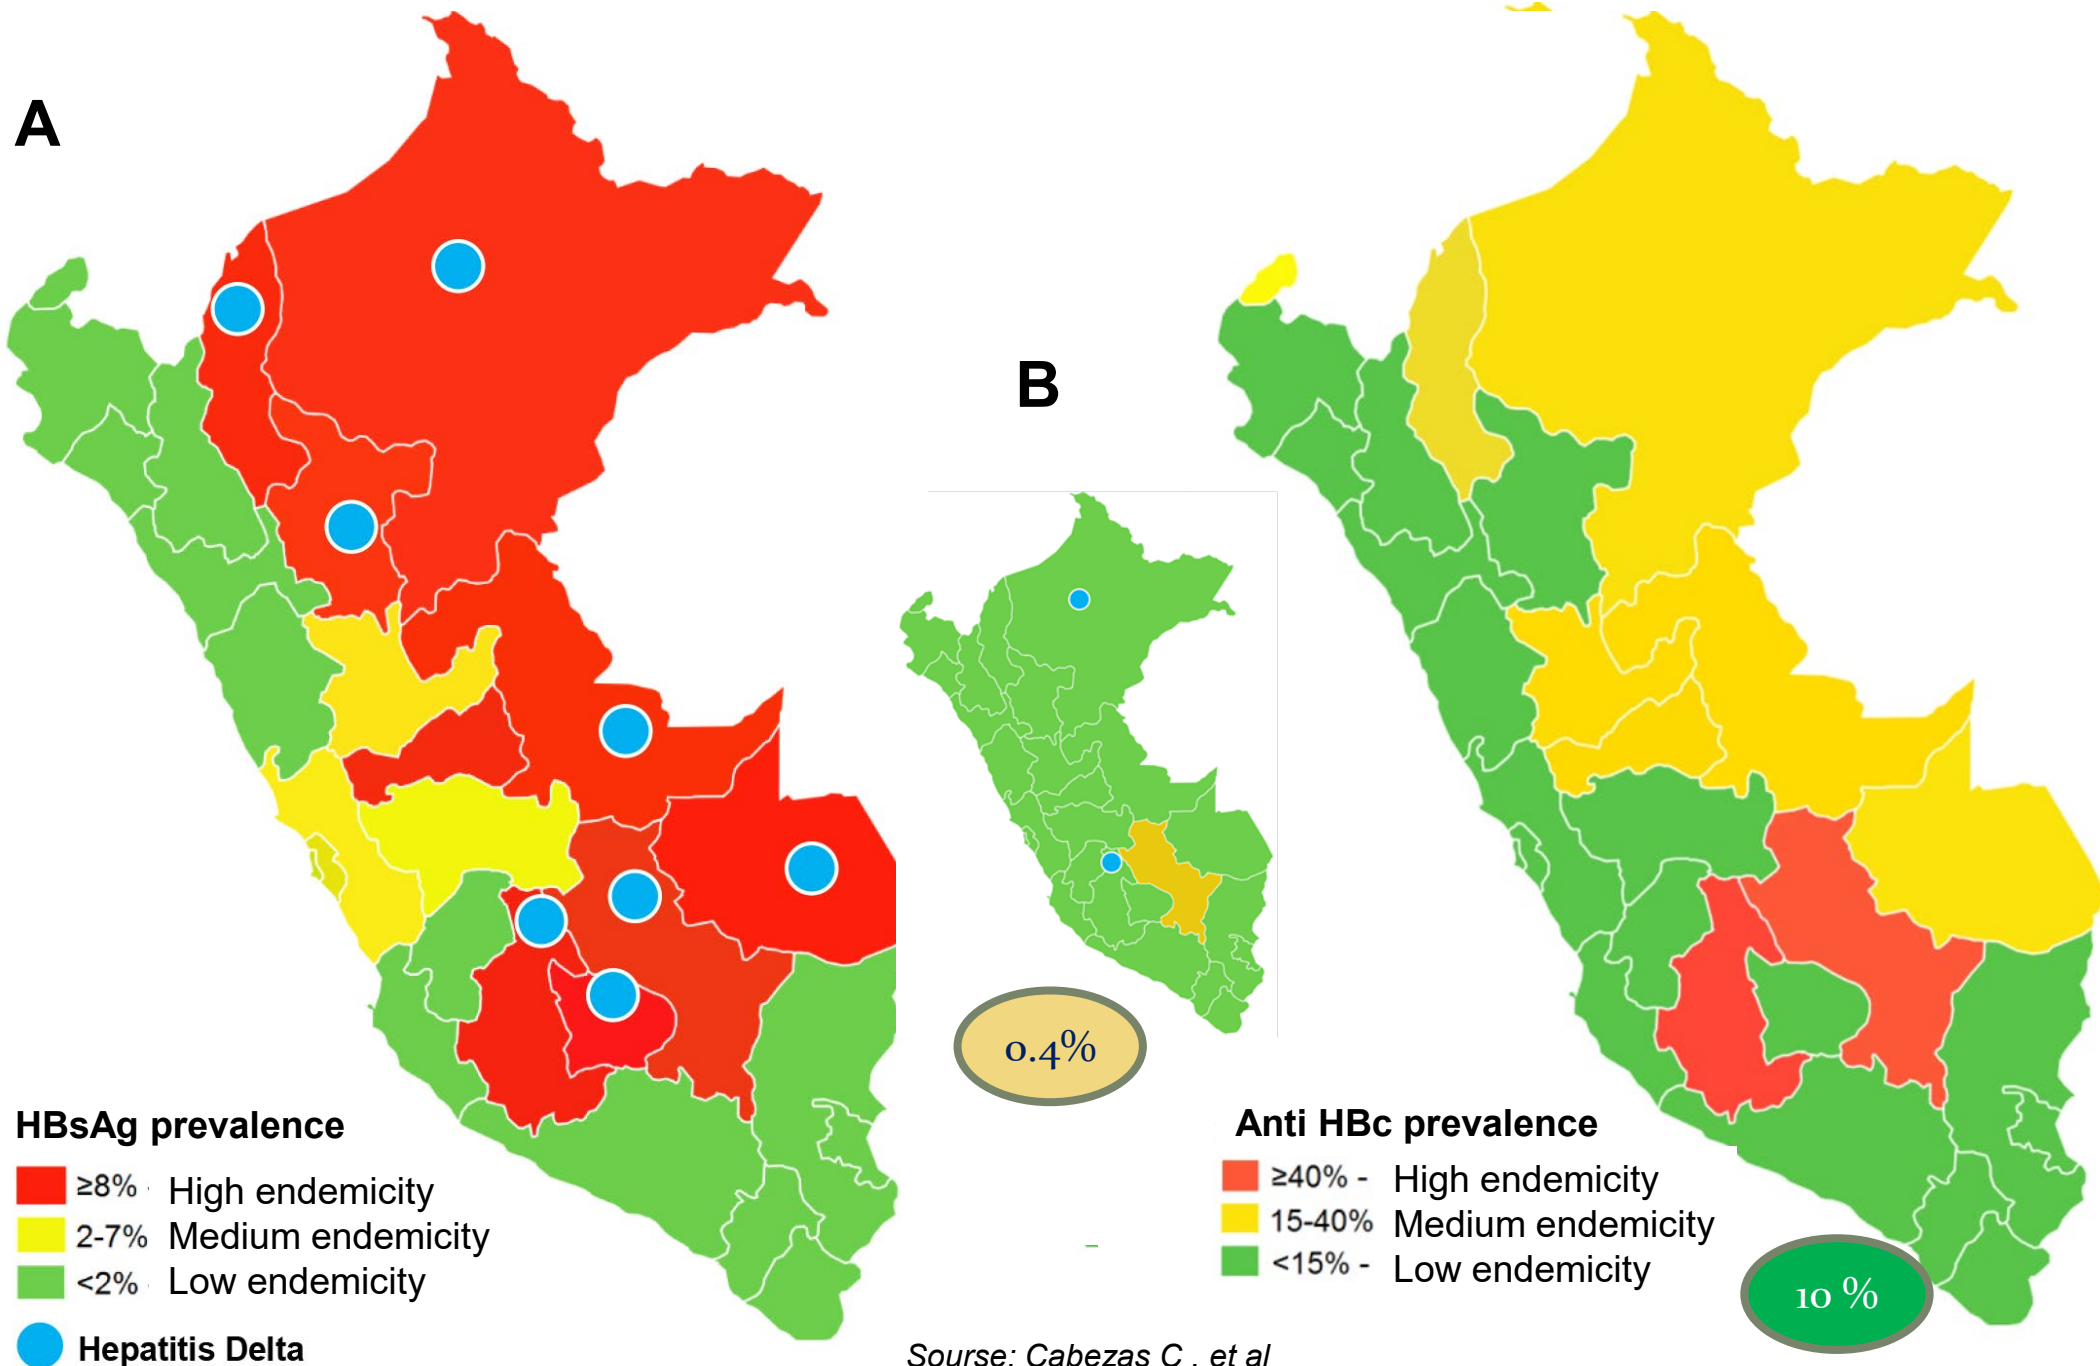 A
B
0.4%
HBsAg prevalence
≥8% - High endemicity
2-7% Medium endemicity
<2% - Low endemicity
Hepatitis Delta
Anti HBc prevalence
≥40% - High endemicity
15-40% Medium endemicity
<15% - Low endemicity
10 %
Sourse: Cabezas C , et al